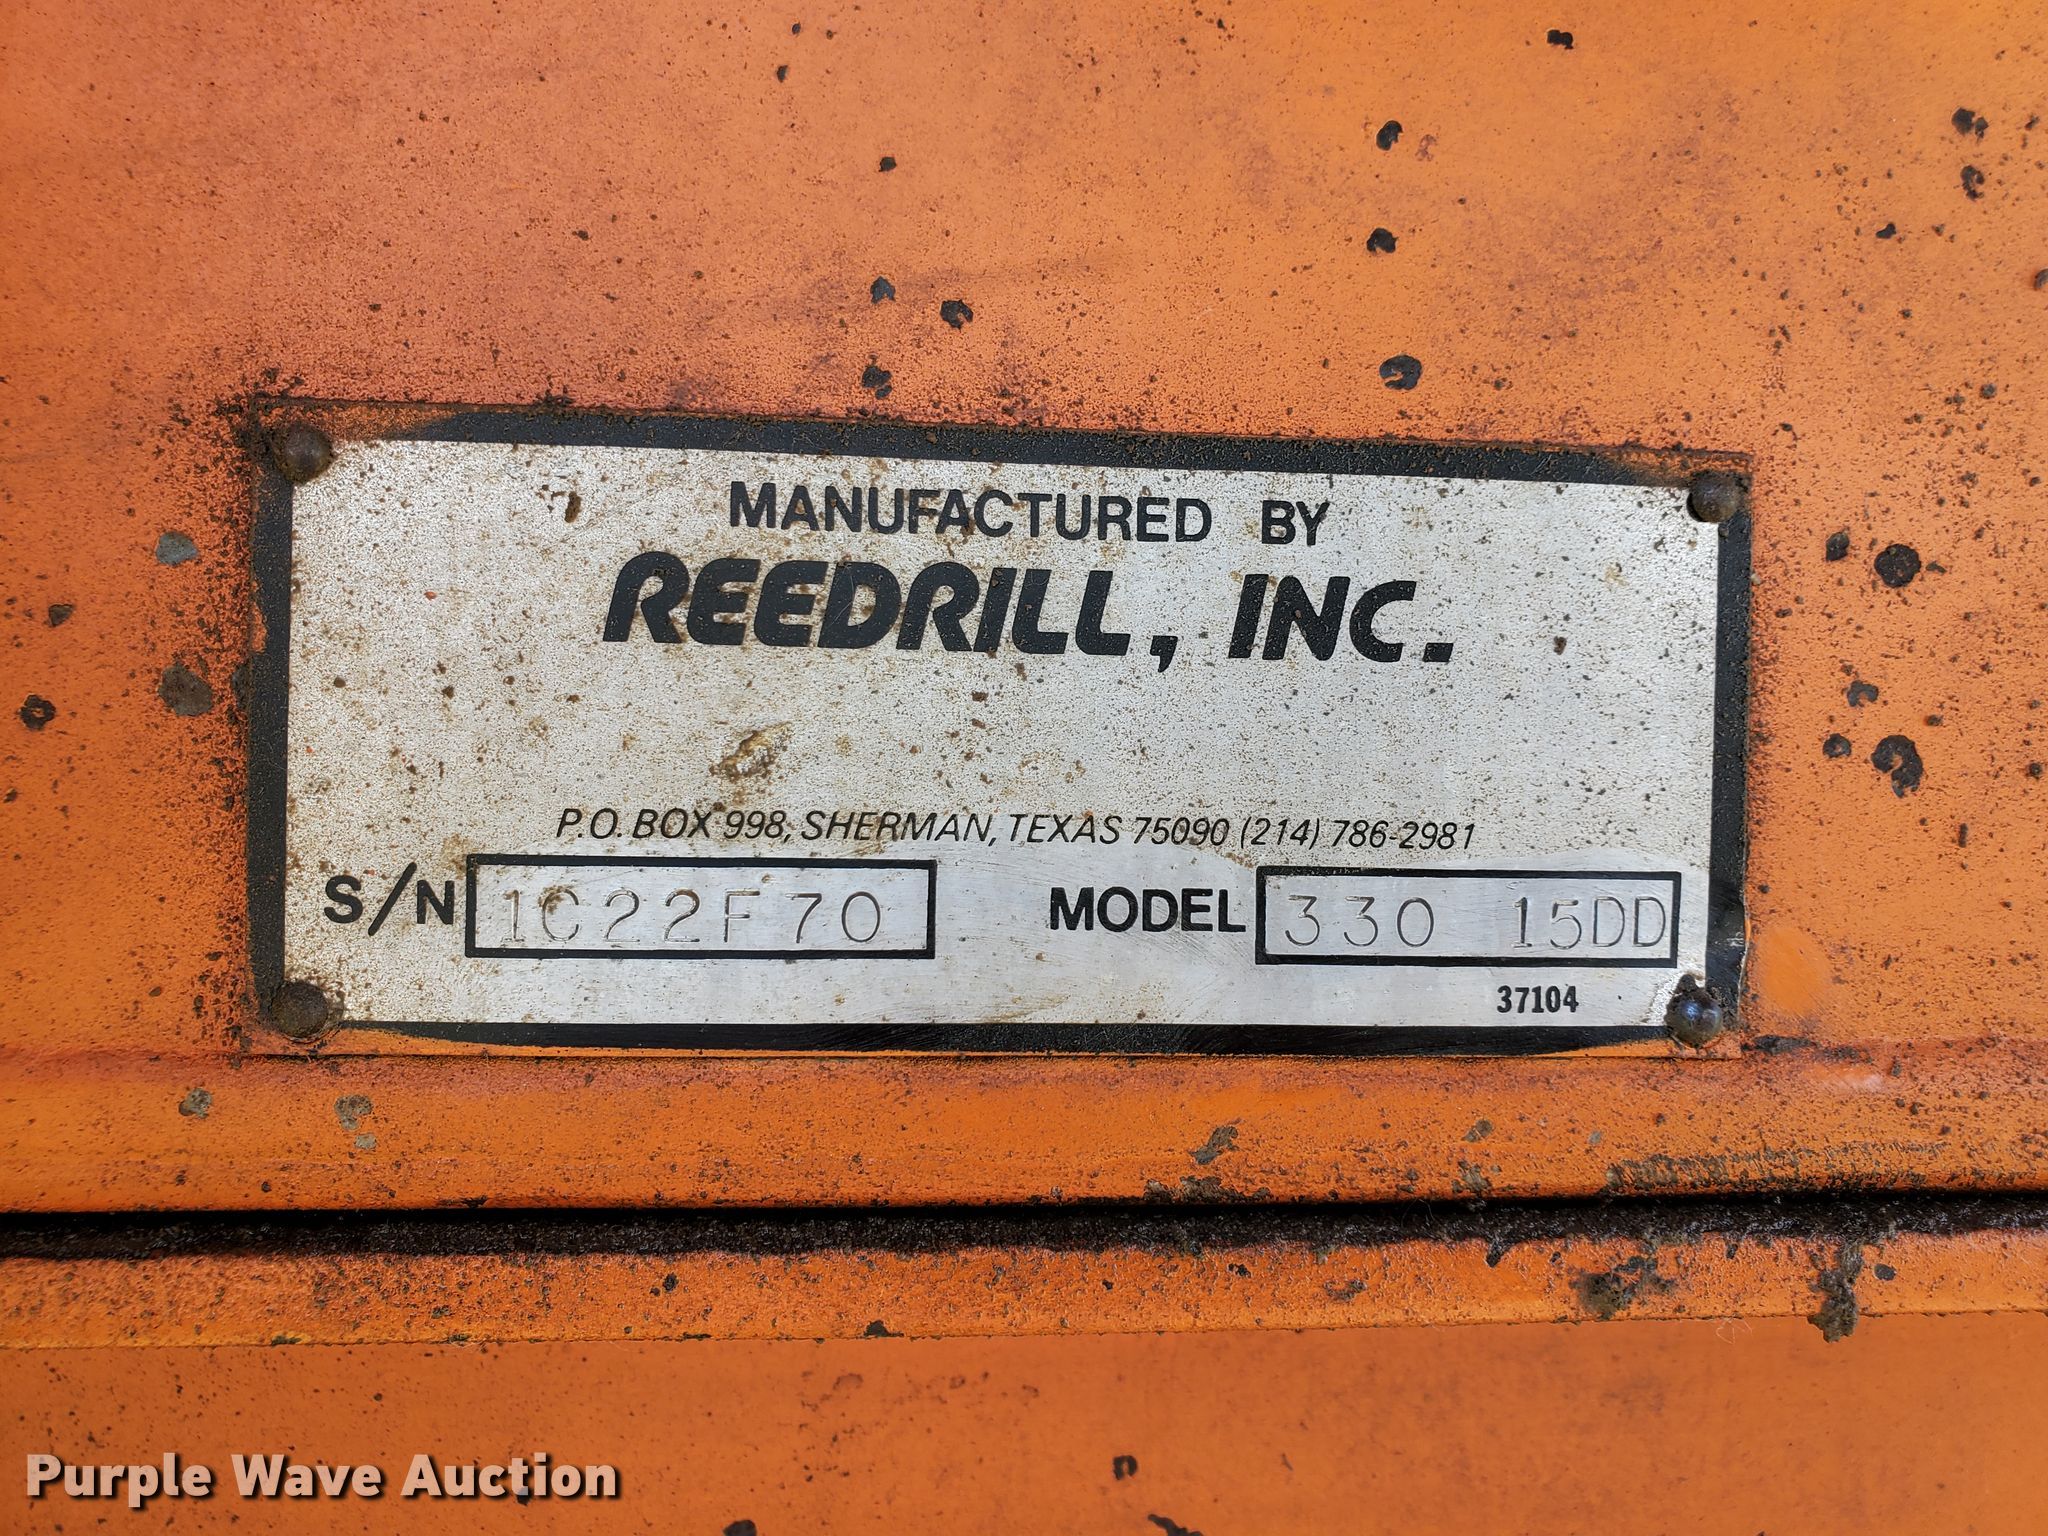 MANUFACTURED BY
REEDRILL, INC.
P.O. BOX 998, SHERMAN, TEXAS 75090 (214) 786-2981
S/N 1C22F70 MODEL 330 15DD
37104
Purple Wave Auction